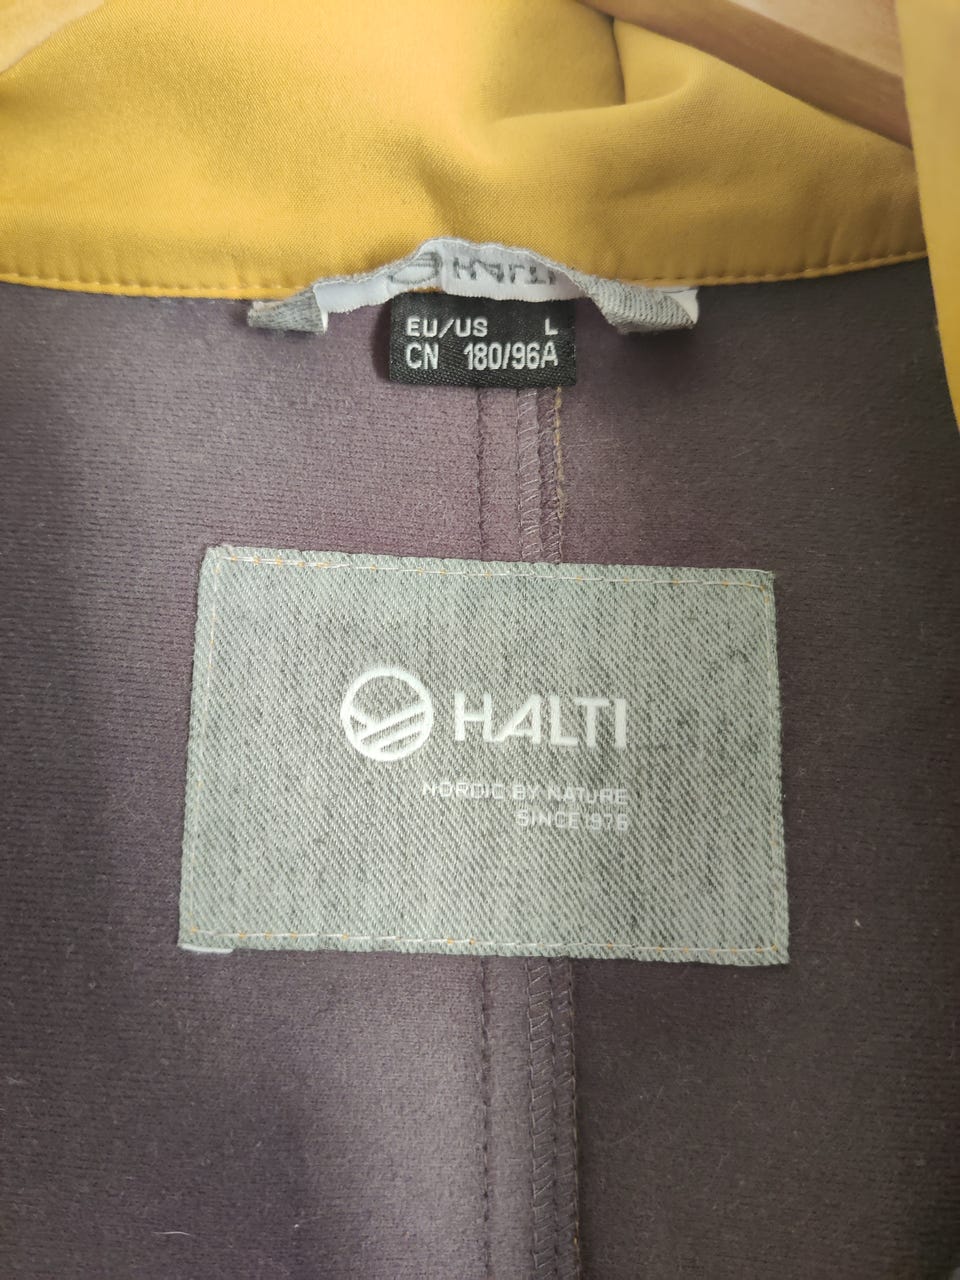 HALTI
EU/US L
CN 180/96A
HALTI
NORDIC BY NATURE
SINCE 1976